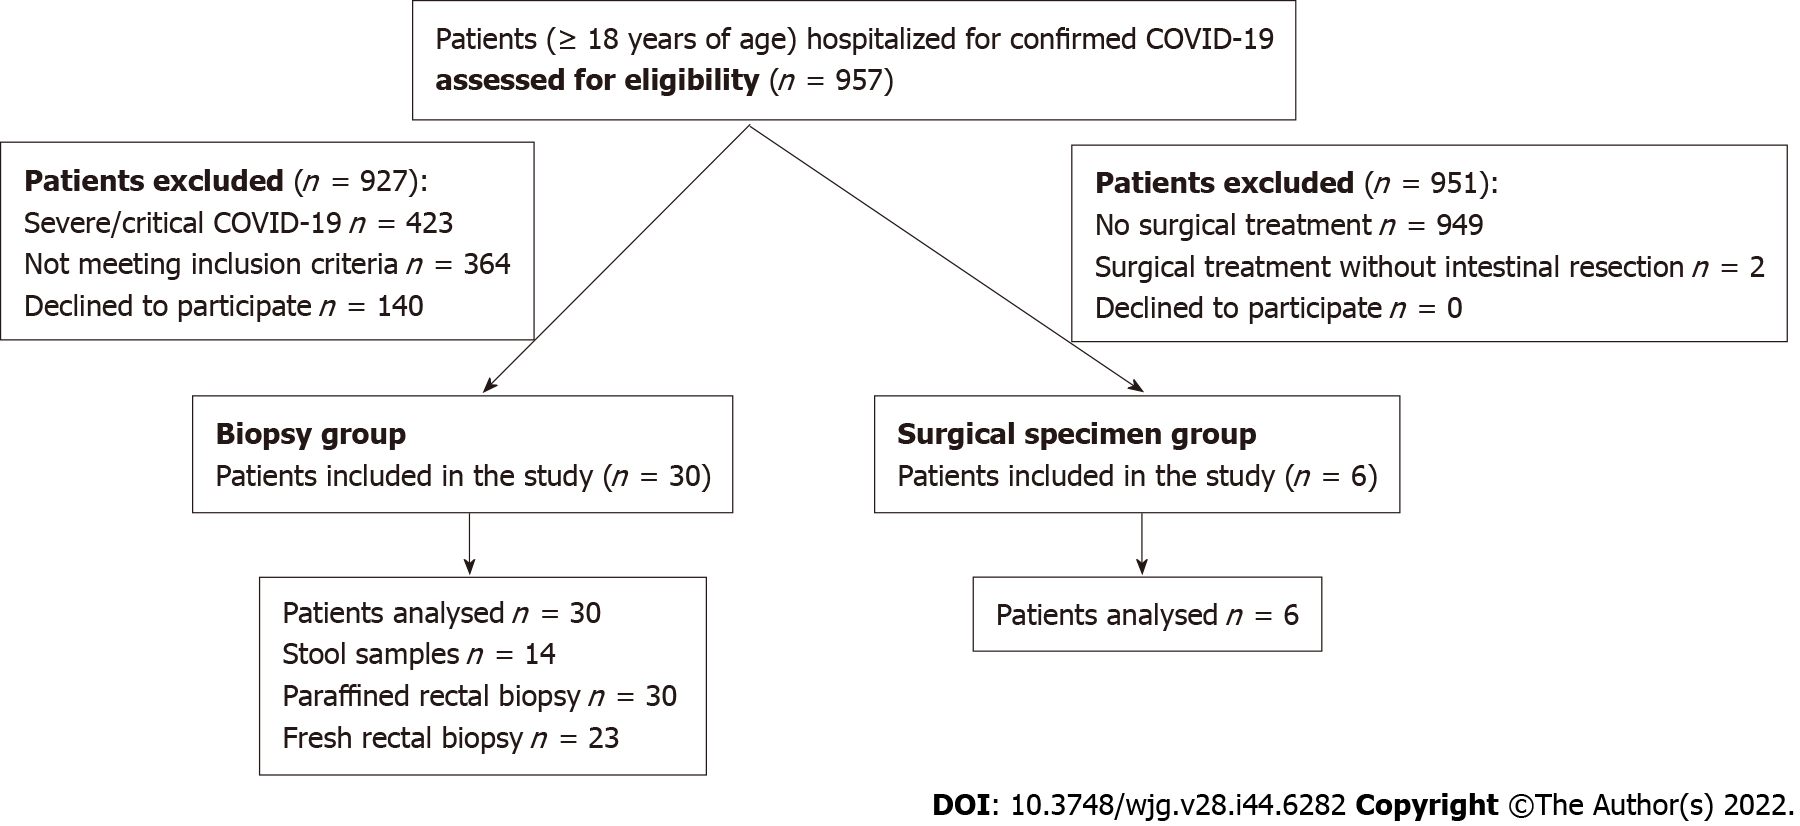 Patients (≥ 18 years of age) hospitalized for confirmed COVID-19
assessed for eligibility (n = 957)
Patients excluded (n = 927):
Severe/critical COVID-19 n = 423
Not meeting inclusion criteria n = 364
Declined to participate n = 140
Patients excluded (n = 951):
No surgical treatment n = 949
Surgical treatment without intestinal resection n = 2
Declined to participate n = 0
Biopsy group
Patients included in the study (n = 30)
Surgical specimen group
Patients included in the study (n = 6)
Patients analysed n = 30
Stool samples n = 14
Paraffined rectal biopsy n = 30
Fresh rectal biopsy n = 23
Patients analysed n = 6
DOI: 10.3748/wjg.v28.i44.6282 Copyright ©The Author(s) 2022.